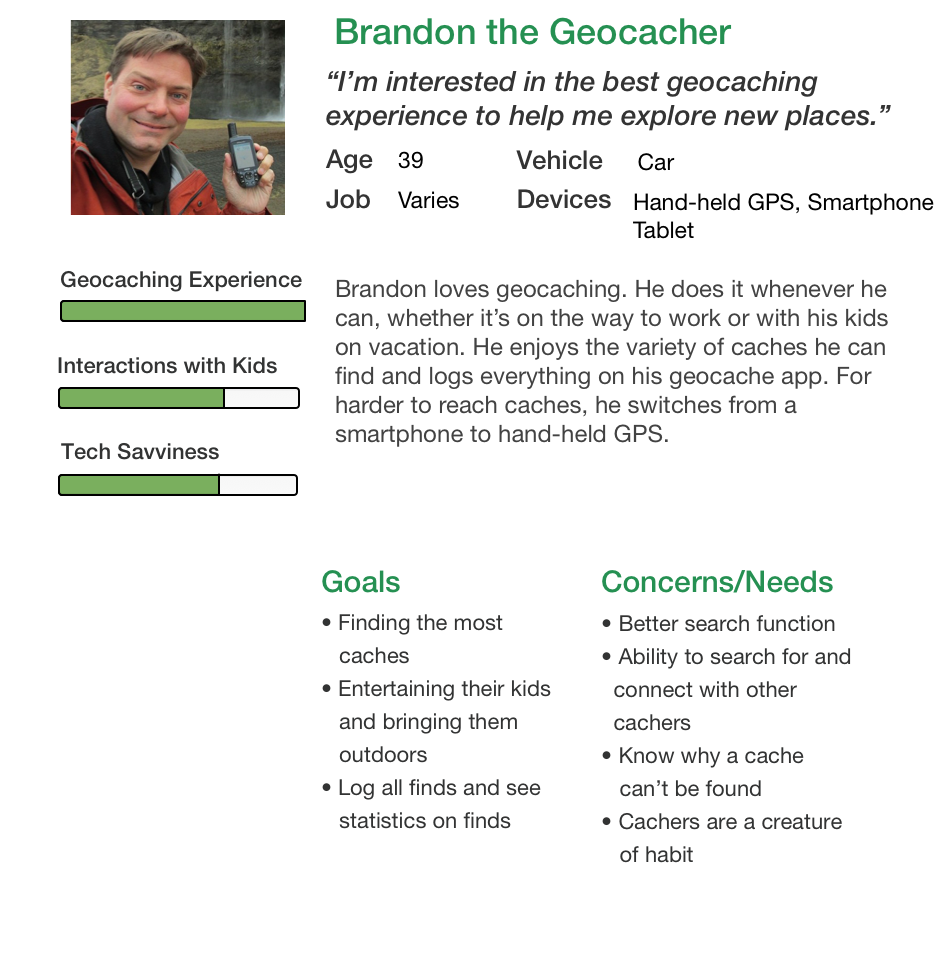 Brandon the Geocacher
“I’m interested in the best geocaching
experience to help me explore new places.”
Age 39 Vehicle Car
Job Varies Devices Hand-held GPS, Smartphone
Tablet
Geocaching Experience
Interactions with Kids
Tech Savviness
Brandon loves geocaching. He does it whenever he
can, whether it’s on the way to work or with his kids
on vacation. He enjoys the variety of caches he can
find and logs everything on his geocache app. For
harder to reach caches, he switches from a
smartphone to hand-held GPS.
Goals
• Finding the most
caches
• Entertaining their kids
and bringing them
outdoors
• Log all finds and see
statistics on finds
Concerns/Needs
• Better search function
• Ability to search for and
connect with other
cachers
• Know why a cache
can’t be found
• Cachers are a creature
of habit